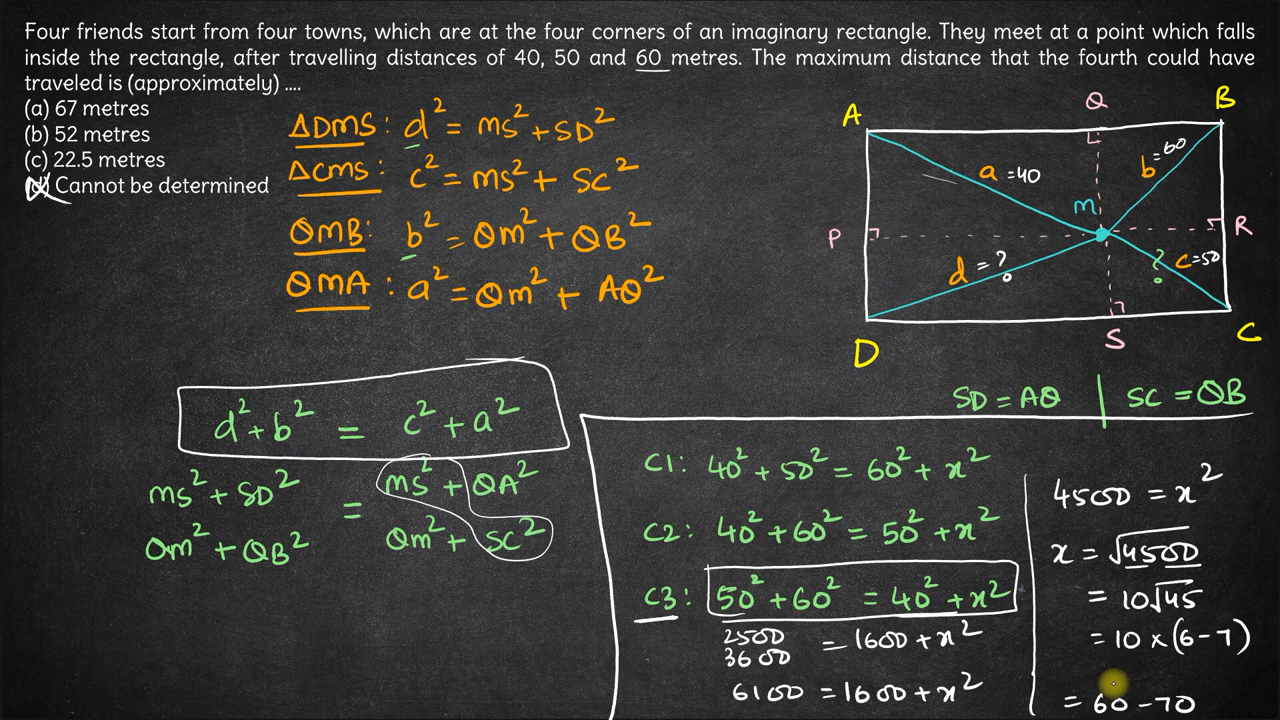 Four friends start from four towns, which are at the four corners of an imaginary rectangle. They meet at a point which falls
inside the rectangle, after travelling distances of 40, 50 and 60 metres. The maximum distance that the fourth could have
traveled is (approximately) ....
(a) 67 metres
(b) 52 metres
(c) 22.5 metres
(d) Cannot be determined
ΔDMS: d² = MS² + SD²
ΔCMS: c² = MS² + SC²
QMB: b² = QM² + QB²
QMA: a² = QM² + AQ²
A
Q
B
a = 40
b = 60
M
P
R
d = ?
? c = 50
D
S
C
SD = AQ | SC = QB
d² + b² = c² + a²
MS² + SD² = MS² + QA²
QM² + QB² QM² + SC²
C1: 40² + 50² = 60² + x²
C2: 40² + 60² = 50² + x²
C3: 50² + 60² = 40² + x²
2500
3600 = 1600 + x²
6100 = 1600 + x²
4500 = x²
x = √4500
= 10√45
= 10 × (6 - 7)
= 60 - 70